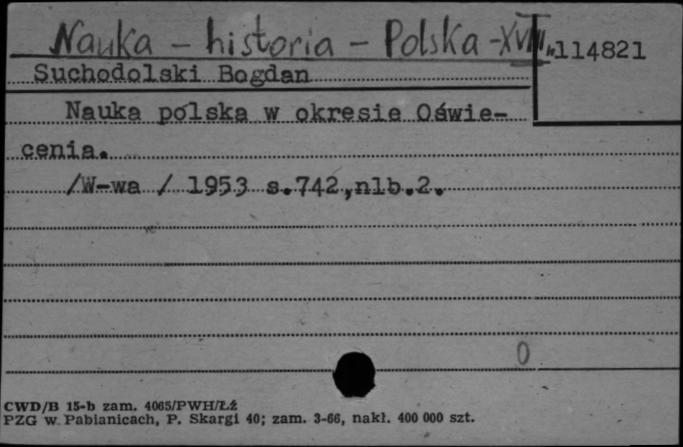 Nauka - historia - Polska - XVIII w.
114821
Suchodolski Bogdan
Nauka polska w okresie Oświe-
cenia.
/W-wa / 1953 s.742,nlb.2.
0
CWD/B 15-b zam. 4065/PWH/ŁŹ
PZG w. Pabianicach, P. Skargi 40; zam. 3-66, nakł. 400 000 szt.